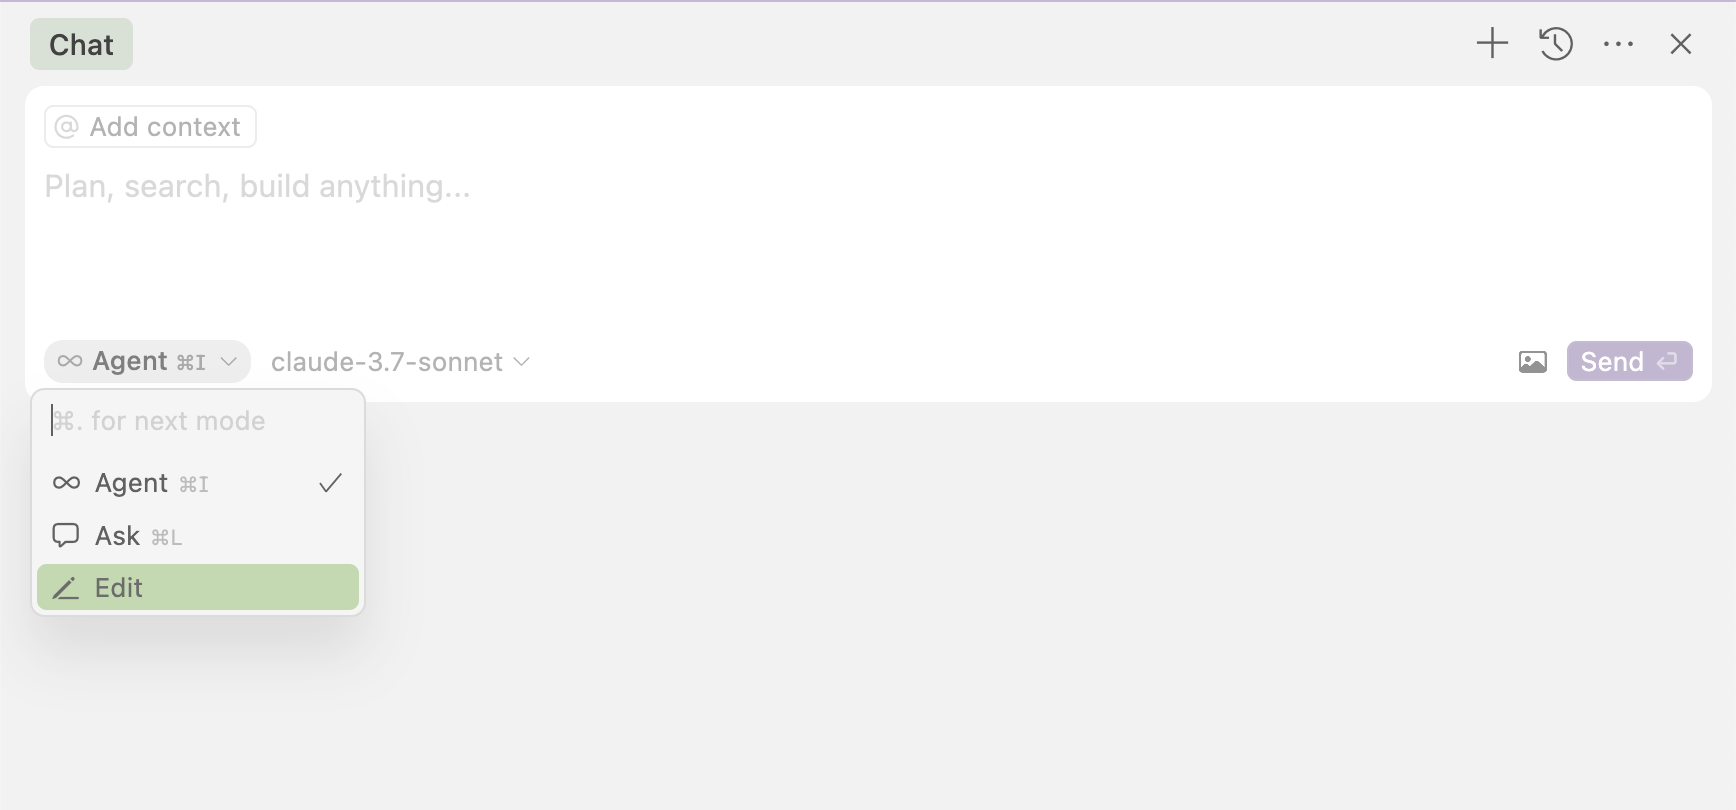 Chat
@ Add context
Plan, search, build anything...
Agent ⌘I
claude-3.7-sonnet
Send
⌘. for next mode
Agent ⌘I
Ask ⌘L
Edit